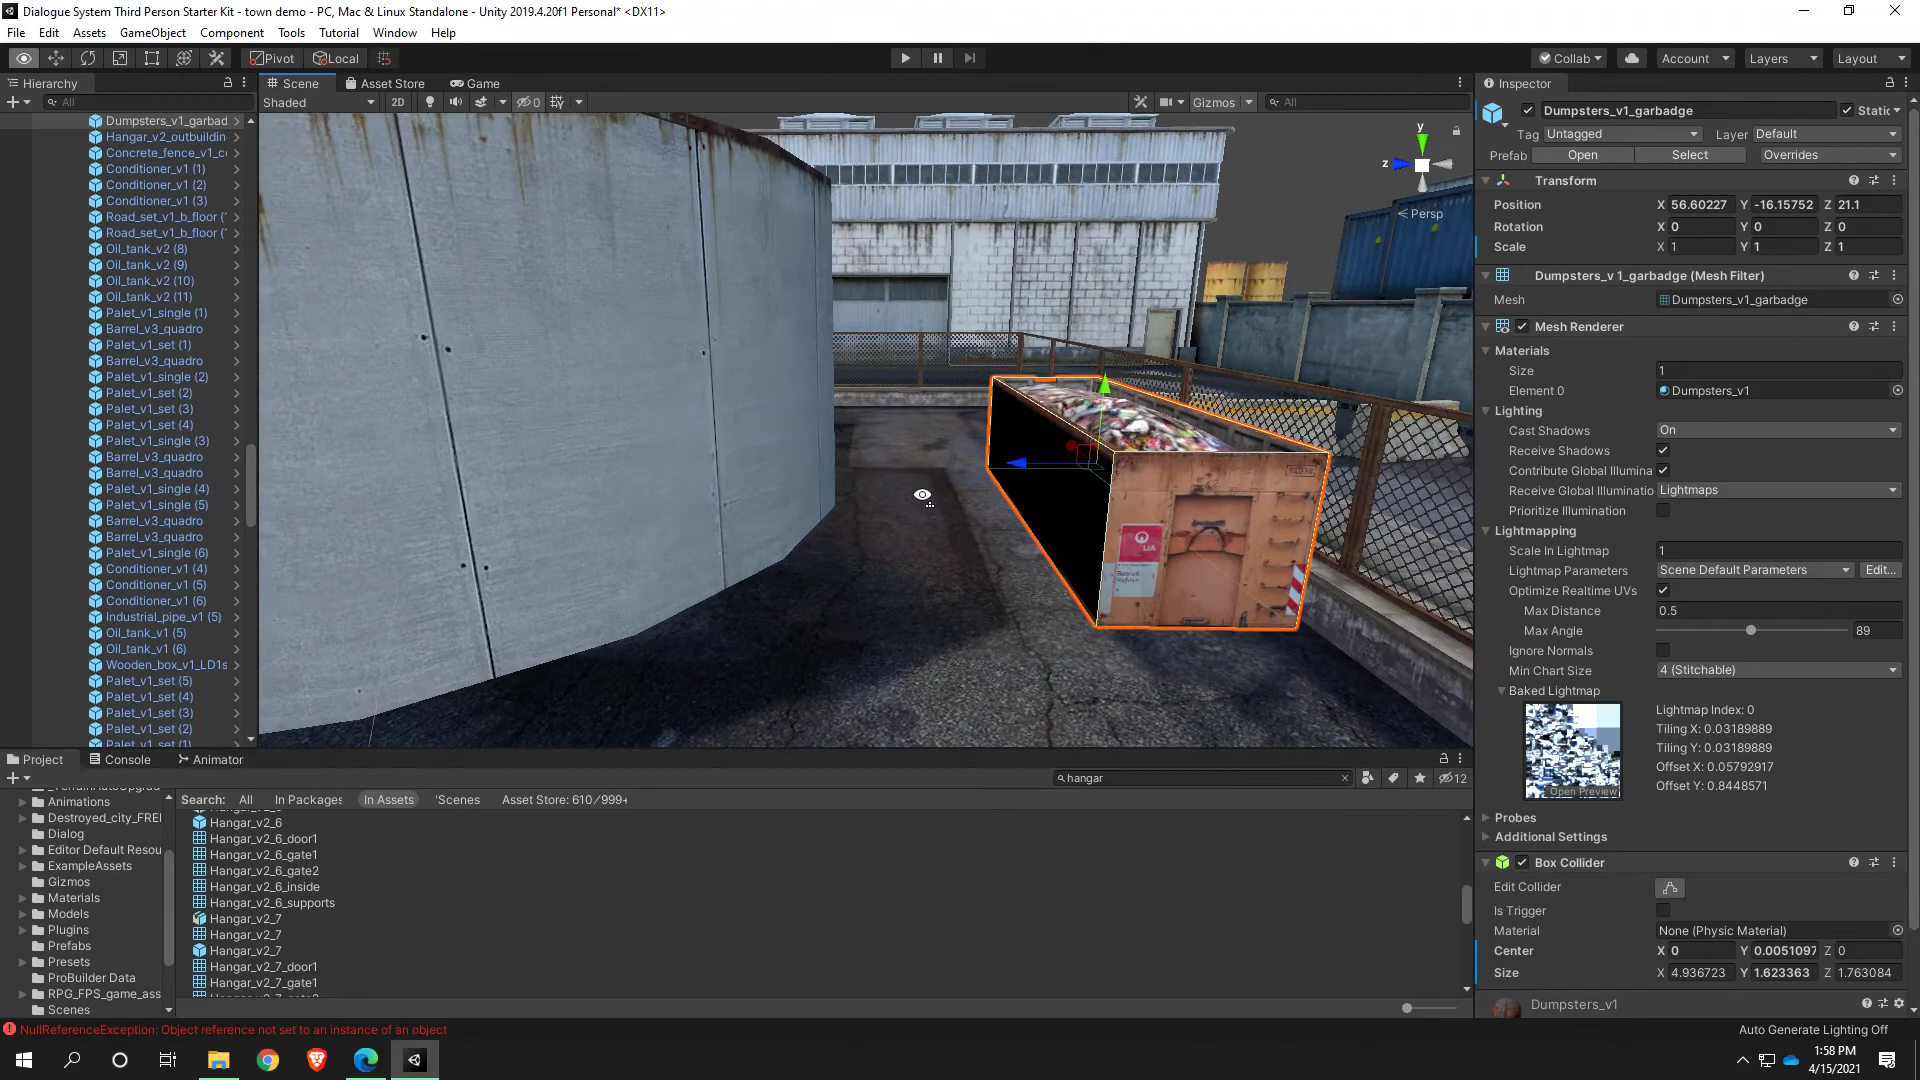 Dialogue System Third Person Starter Kit - town demo - PC, Mac & Linux Standalone - Unity 2019.4.20f1 Personal* <DX11>
File Edit Assets GameObject Component Tools Tutorial Window Help
Pivot Local Collab Account Layers Layout
Hierarchy
All
Dumpsters_v1_garbad
Hangar_v2_outbuildin
Concrete_fence_v1_c
Conditioner_v1 (1)
Conditioner_v1 (2)
Conditioner_v1 (3)
Road_set_v1_b_floor (
Road_set_v1_b_floor (
Oil_tank_v2 (8)
Oil_tank_v2 (9)
Oil_tank_v2 (10)
Oil_tank_v2 (11)
Palet_v1_single (1)
Barrel_v3_quadro
Palet_v1_set (1)
Barrel_v3_quadro
Palet_v1_single (2)
Palet_v1_set (2)
Palet_v1_set (3)
Palet_v1_set (4)
Palet_v1_single (3)
Barrel_v3_quadro
Barrel_v3_quadro
Palet_v1_single (4)
Palet_v1_single (5)
Barrel_v3_quadro
Barrel_v3_quadro
Palet_v1_single (6)
Conditioner_v1 (4)
Conditioner_v1 (5)
Conditioner_v1 (6)
Industrial_pipe_v1 (5)
Oil_tank_v1 (5)
Oil_tank_v1 (6)
Wooden_box_v1_LD1s
Palet_v1_set (5)
Palet_v1_set (4)
Palet_v1_set (3)
Palet_v1_set (2)
Palet_v1_set (1)
Scene Asset Store Game
Shaded 2D 0 Gizmos All
y
z
Persp
UA
Inspector
Dumpsters_v1_garbadge Static
Tag Untagged Layer Default
Prefab Open Select Overrides
Transform
Position X 56.60227 Y -16.15752 Z 21.1
Rotation X 0 Y 0 Z 0
Scale X 1 Y 1 Z 1
Dumpsters_v 1_garbadge (Mesh Filter)
Mesh Dumpsters_v1_garbadge
Mesh Renderer
Materials
Size 1
Element 0 Dumpsters_v1
Lighting
Cast Shadows On
Receive Shadows
Contribute Global Illumina
Receive Global Illuminatio Lightmaps
Prioritize Illumination
Lightmapping
Scale In Lightmap 1
Lightmap Parameters Scene Default Parameters Edit...
Optimize Realtime UVs
Max Distance 0.5
Max Angle 89
Ignore Normals
Min Chart Size 4 (Stitchable)
Baked Lightmap
Lightmap Index: 0
Tiling X: 0.03189889
Tiling Y: 0.03189889
Offset X: 0.05792917
Offset Y: 0.8448571
Open Preview
Probes
Additional Settings
Box Collider
Edit Collider
Is Trigger
Material None (Physic Material)
Center X 0 Y 0.0051097 Z 0
Size X 4.936723 Y 1.623363 Z 1.763084
Dumpsters_v1
Project Console Animator
hangar 12
Search: All In Packages In Assets 'Scenes Asset Store: 610/999+
Animations
Destroyed_city_FREI
Dialog
Editor Default Resou
ExampleAssets
Gizmos
Materials
Models
Plugins
Prefabs
Presets
ProBuilder Data
RPG_FPS_game_ass
Scenes
Hangar_v2_6
Hangar_v2_6_door1
Hangar_v2_6_gate1
Hangar_v2_6_gate2
Hangar_v2_6_inside
Hangar_v2_6_supports
Hangar_v2_7
Hangar_v2_7
Hangar_v2_7
Hangar_v2_7_door1
Hangar_v2_7_gate1
NullReferenceException: Object reference not set to an instance of an object
Auto Generate Lighting Off
1:58 PM
4/15/2021